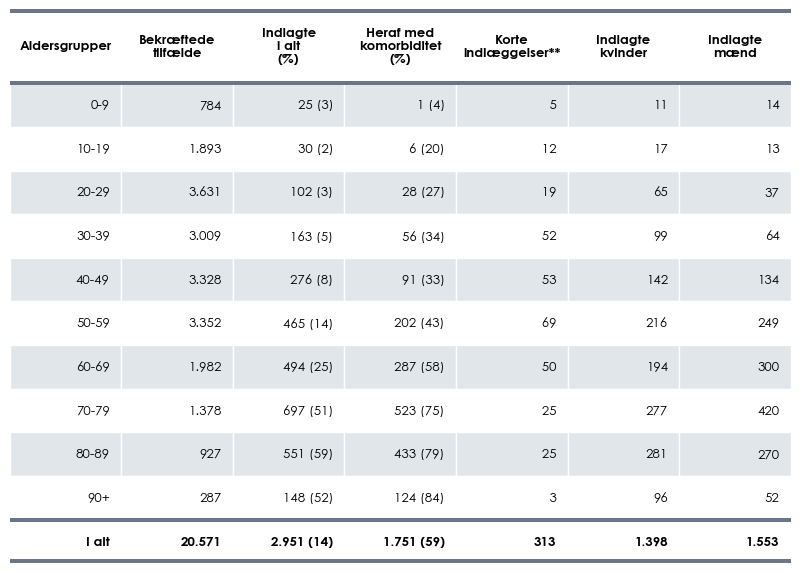 Aldersgrupper Bekræftede tilfælde Indlagte I alt (%) Heraf med komorbiditet (%) Korte Indlæggelser** Indlagte kvinder Indlagte mænd
0-9 784 25 (3) 1 (4) 5 11 14
10-19 1.893 30 (2) 6 (20) 12 17 13
20-29 3.631 102 (3) 28 (27) 19 65 37
30-39 3.009 163 (5) 56 (34) 52 99 64
40-49 3.328 276 (8) 91 (33) 53 142 134
50-59 3.352 465 (14) 202 (43) 69 216 249
60-69 1.982 494 (25) 287 (58) 50 194 300
70-79 1.378 697 (51) 523 (75) 25 277 420
80-89 927 551 (59) 433 (79) 25 281 270
90+ 287 148 (52) 124 (84) 3 96 52
I alt 20.571 2.951 (14) 1.751 (59) 313 1.398 1.553